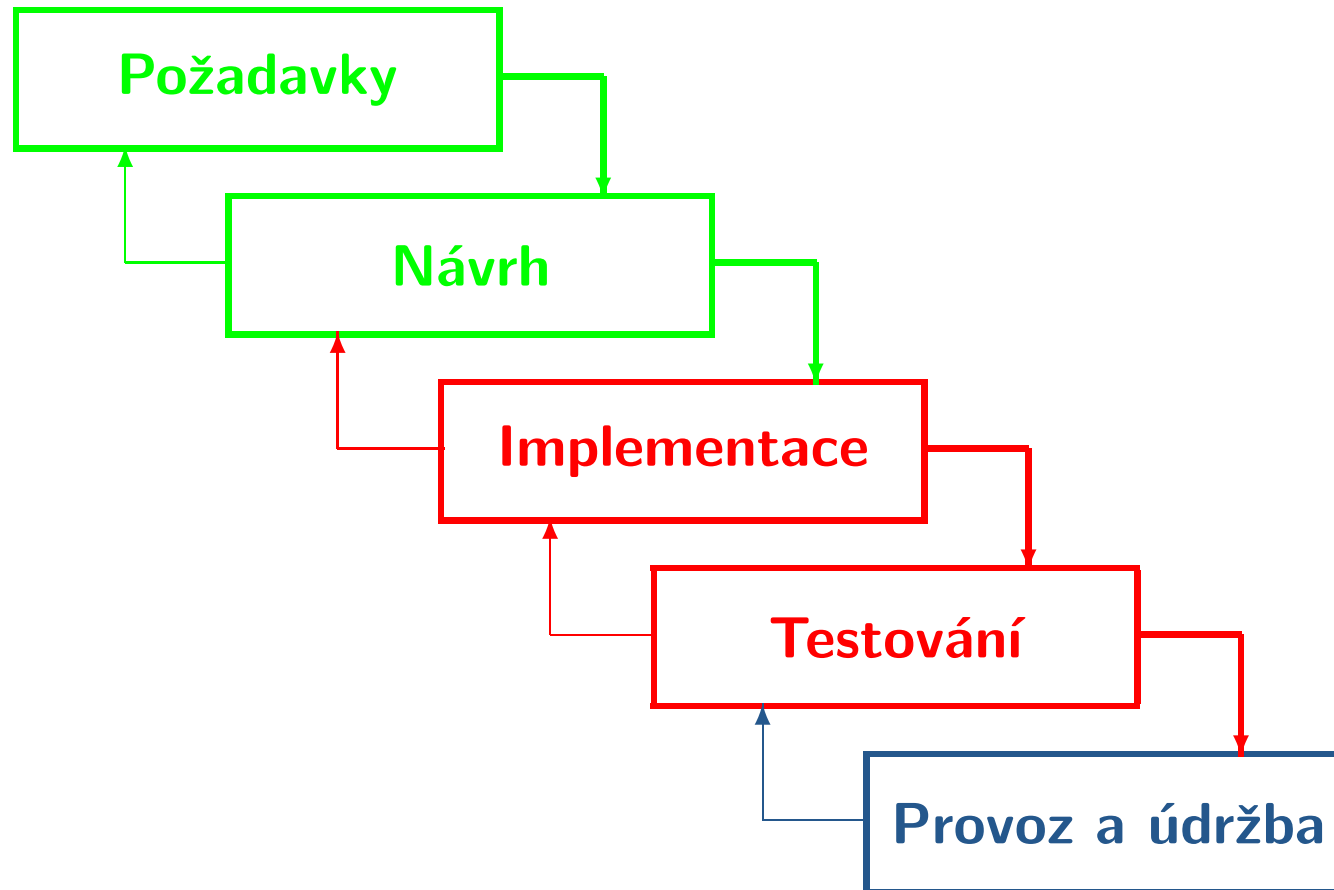 Požadavky
Návrh
Implementace
Testování
Provoz a údržba